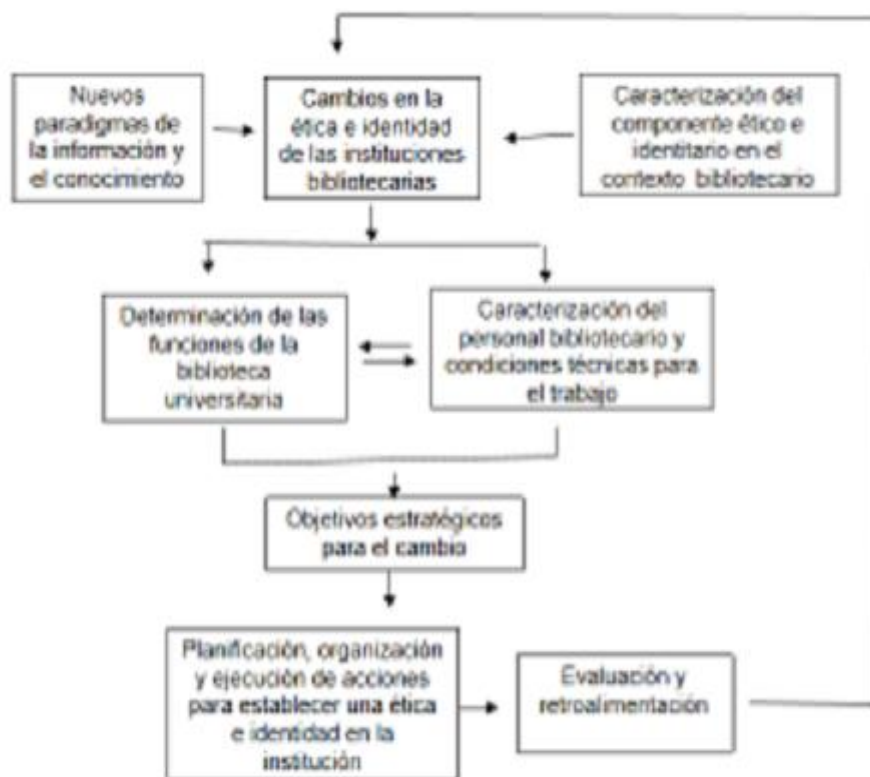 Nuevos
paradigmas de
la información y
el conocimiento
Cambios en la
ética e identidad
de las instituciones
bibliotecarias
Caracterización del
componente ético e
identitario en el
contexto bibliotecario
Determinación de las
funciones de la
biblioteca
universitaria
Caracterización del
personal bibliotecario y
condiciones técnicas para
el trabajo
Objetivos estratégicos
para el cambio
Planificación, organización
y ejecución de acciones
para establecer una ética
e identidad en la
institución
Evaluación y
retroalimentación